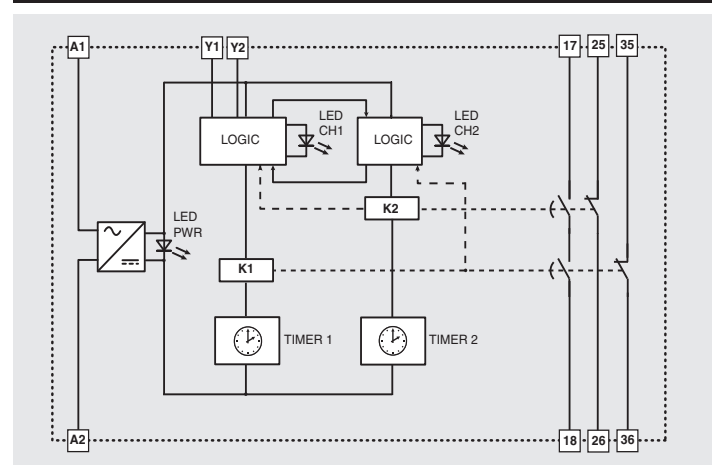 A1
Y1
Y2
17
25
35
LED
CH1
LED
CH2
LOGIC
LOGIC
K2
LED
PWR
K1
TIMER 1
TIMER 2
A2
18
26
36